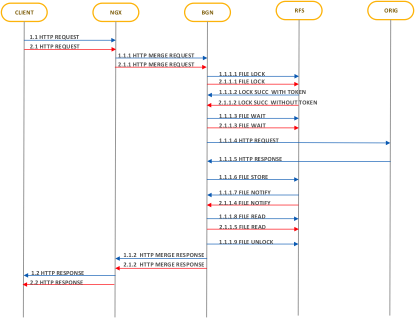 CLIENT NGX BGN RFS ORIG
1.1 HTTP REQUEST
2.1 HTTP REQUEST
1.1.1 HTTP MERGE REQUEST
2.1.1 HTTP MERGE REQUEST
1.1.1.1 FILE LOCK
2.1.1.1 FILE LOCK
1.1.1.2 LOCK SUCC WITH TOKEN
2.1.1.2 LOCK SUCC WITHOUT TOKEN
1.1.1.3 FILE WAIT
2.1.1.3 FILE WAIT
1.1.1.4 HTTP REQUEST
1.1.1.5 HTTP RESPONSE
1.1.1.6 FILE STORE
1.1.1.7 FILE NOTIFY
2.1.1.4 FILE NOTIFY
1.1.1.8 FILE READ
2.1.1.5 FILE READ
1.1.1.9 FILE UNLOCK
1.1.2 HTTP MERGE RESPONSE
2.1.2 HTTP MERGE RESPONSE
1.2 HTTP RESPONSE
2.2 HTTP RESPONSE